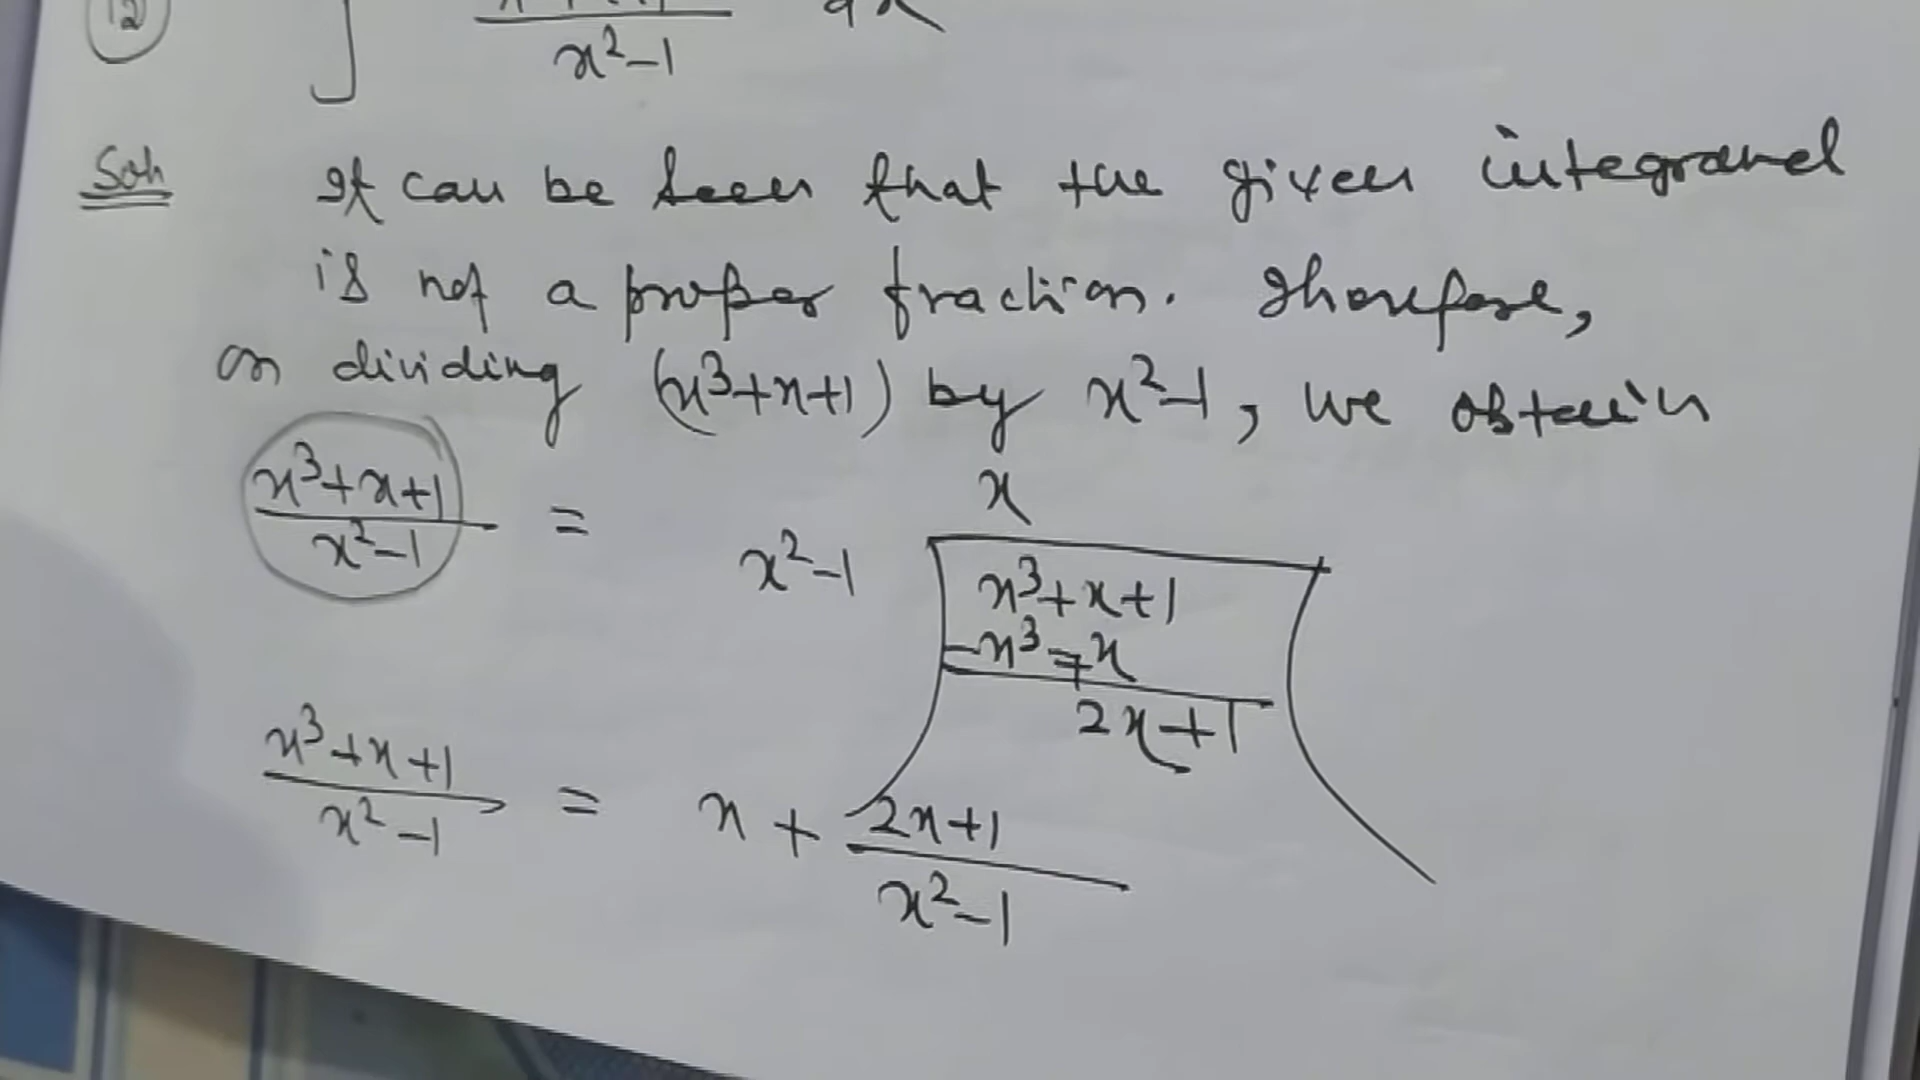 12 ∫ / x²-1 dx
Soln It can be seen that the given integrand
is not a proper fraction. Therefore,
on dividing (x³+x+1) by x²-1, we obtain
x
x³+x+1 / x²-1 = x²-1 x³+x+1
-x³ ∓ x
2x+1
x³+x+1 / x²-1 = x + 2x+1 / x²-1